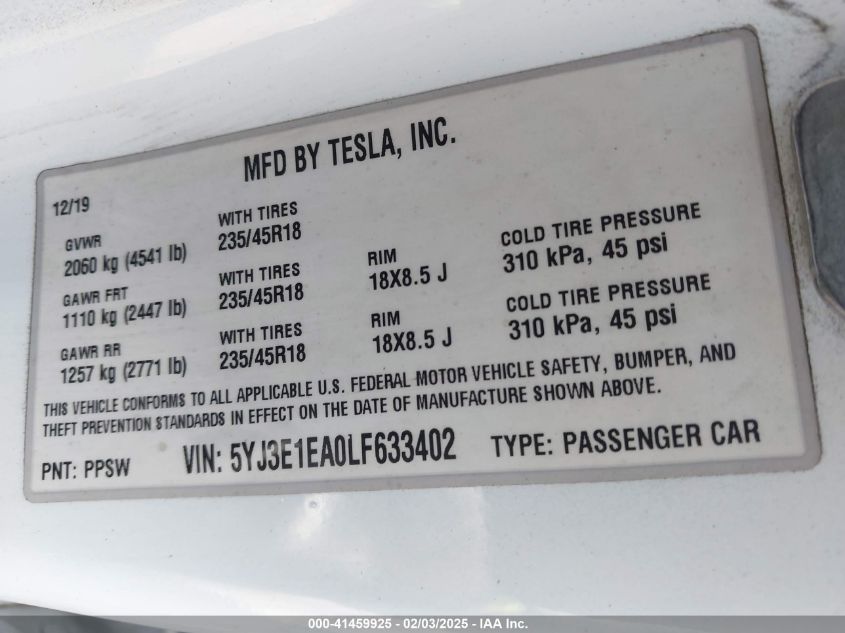 MFD BY TESLA, INC.
12/19
GVWR
2060 kg (4541 lb)
WITH TIRES
235/45R18
GAWR FRT
1110 kg (2447 lb)
WITH TIRES
235/45R18
RIM
18X8.5 J
COLD TIRE PRESSURE
310 kPa, 45 psi
GAWR RR
1257 kg (2771 lb)
WITH TIRES
235/45R18
RIM
18X8.5 J
COLD TIRE PRESSURE
310 kPa, 45 psi
THIS VEHICLE CONFORMS TO ALL APPLICABLE U.S. FEDERAL MOTOR VEHICLE SAFETY, BUMPER, AND
THEFT PREVENTION STANDARDS IN EFFECT ON THE DATE OF MANUFACTURE SHOWN ABOVE.
PNT: PPSW VIN: 5YJ3E1EA0LF633402 TYPE: PASSENGER CAR
000-41459925 - 02/03/2025 - IAA Inc.